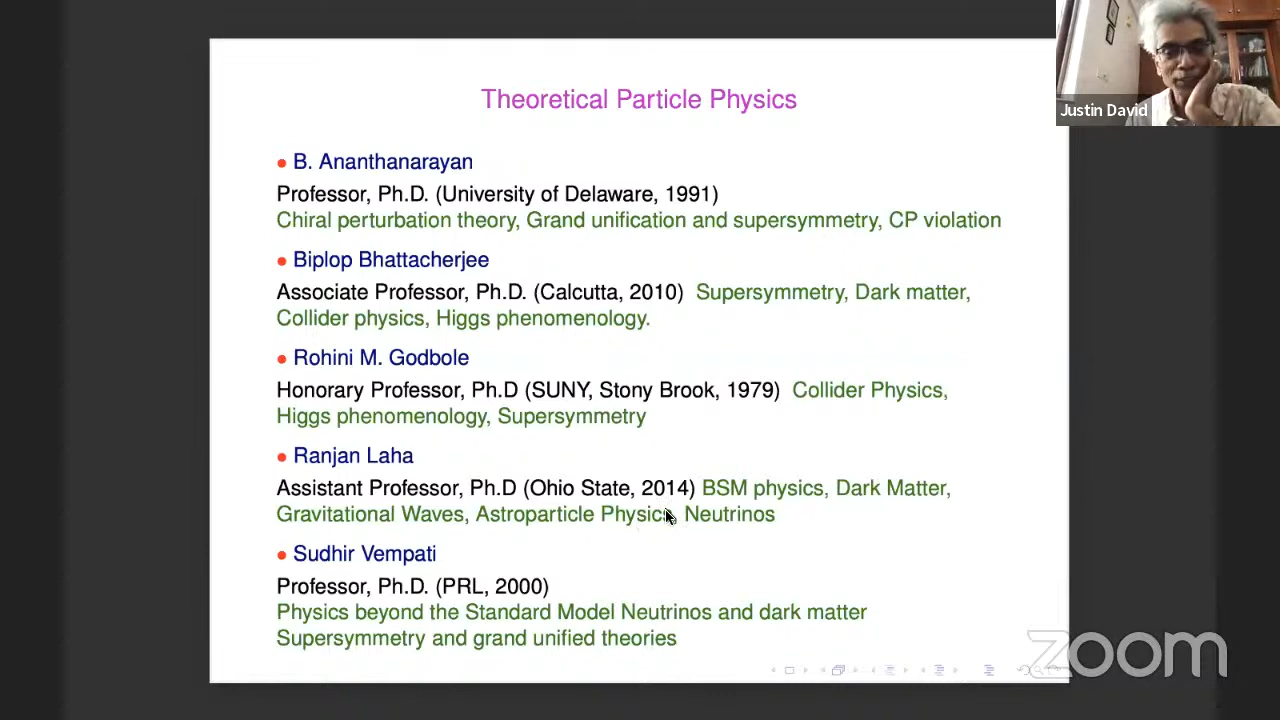 Theoretical Particle Physics
Justin David
• B. Ananthanarayan
Professor, Ph.D. (University of Delaware, 1991)
Chiral perturbation theory, Grand unification and supersymmetry, CP violation
• Biplop Bhattacherjee
Associate Professor, Ph.D. (Calcutta, 2010) Supersymmetry, Dark matter,
Collider physics, Higgs phenomenology.
• Rohini M. Godbole
Honorary Professor, Ph.D (SUNY, Stony Brook, 1979) Collider Physics,
Higgs phenomenology, Supersymmetry
• Ranjan Laha
Assistant Professor, Ph.D (Ohio State, 2014) BSM physics, Dark Matter,
Gravitational Waves, Astroparticle Physics, Neutrinos
• Sudhir Vempati
Professor, Ph.D. (PRL, 2000)
Physics beyond the Standard Model Neutrinos and dark matter
Supersymmetry and grand unified theories
zoom